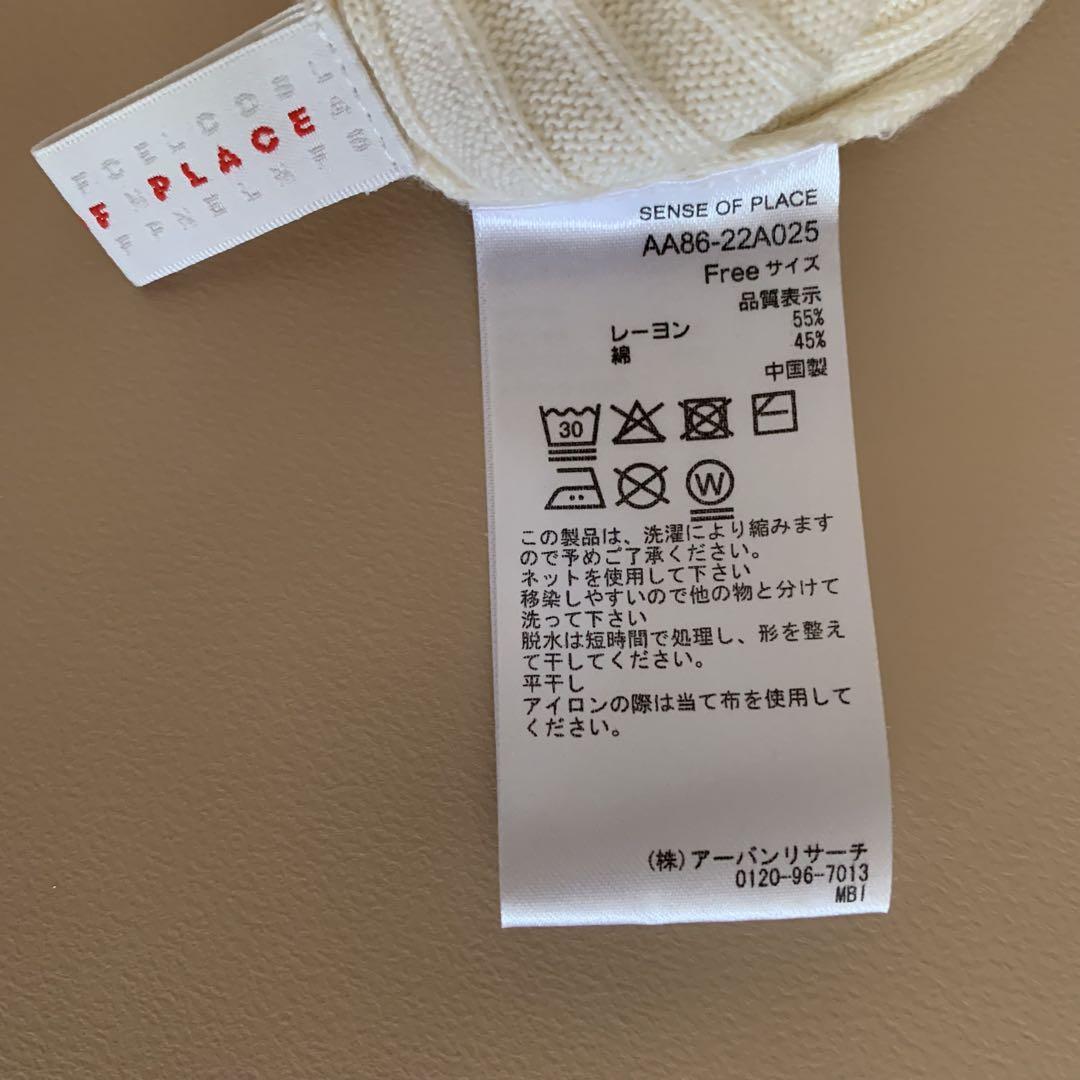 PLACE
SENSE OF PLACE
AA86-22A025
Free サイズ
品質表示
レーヨン 55%
綿 45%
中国製
30
W
この製品は、洗濯により縮みます
ので予めご了承ください。
ネットを使用して下さい
移染しやすいので他の物と分けて
洗って下さい
脱水は短時間で処理し、形を整え
て干してください。
平干し
アイロンの際は当て布を使用して
ください。
(株)アーバンリサーチ
0120-96-7013
MBI